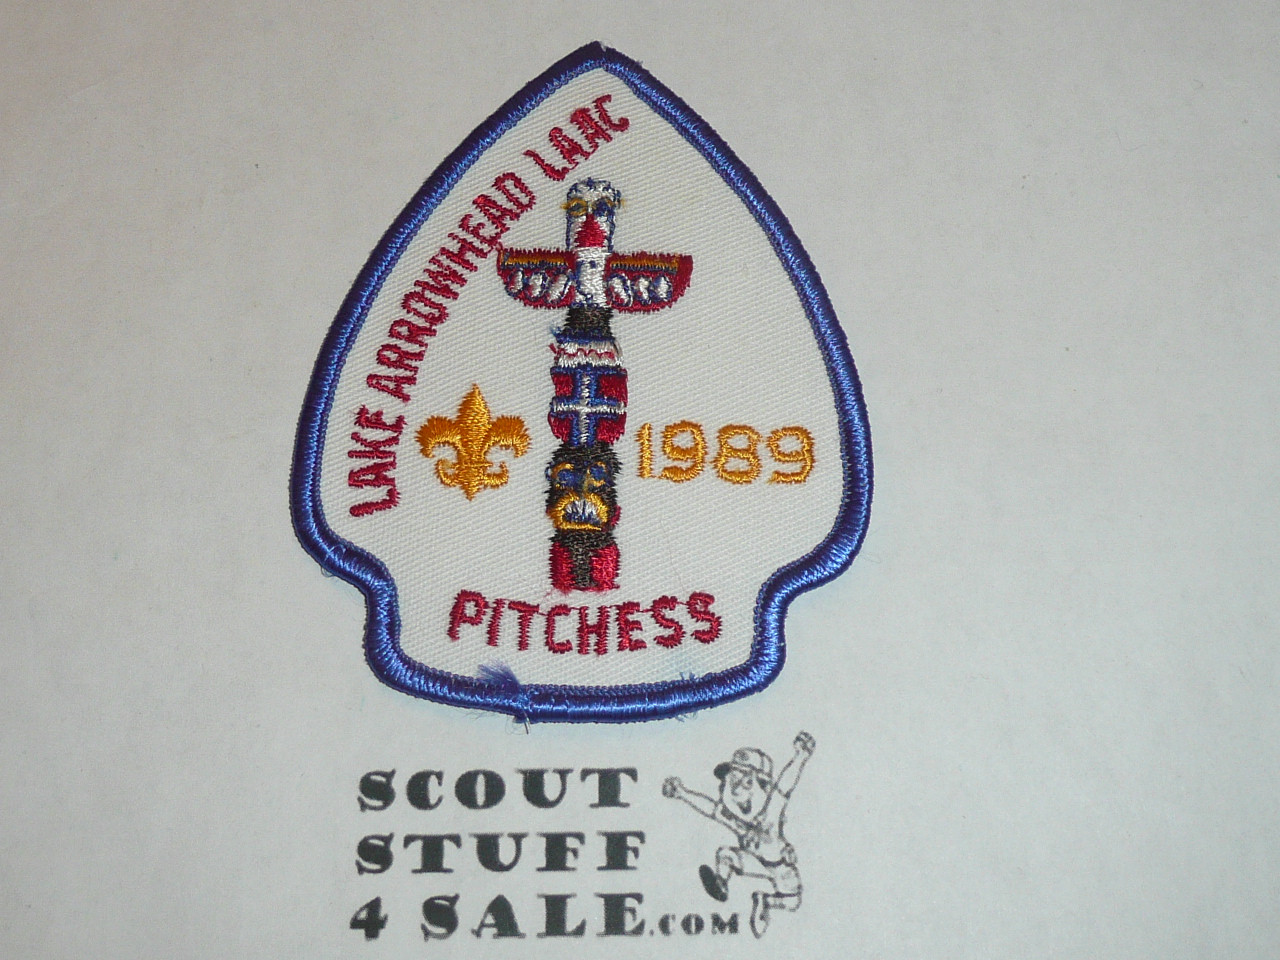 LAKE ARROWHEAD LAAC
1989
PITCHESS
SCOUT
STUFF
4 SALE.COM